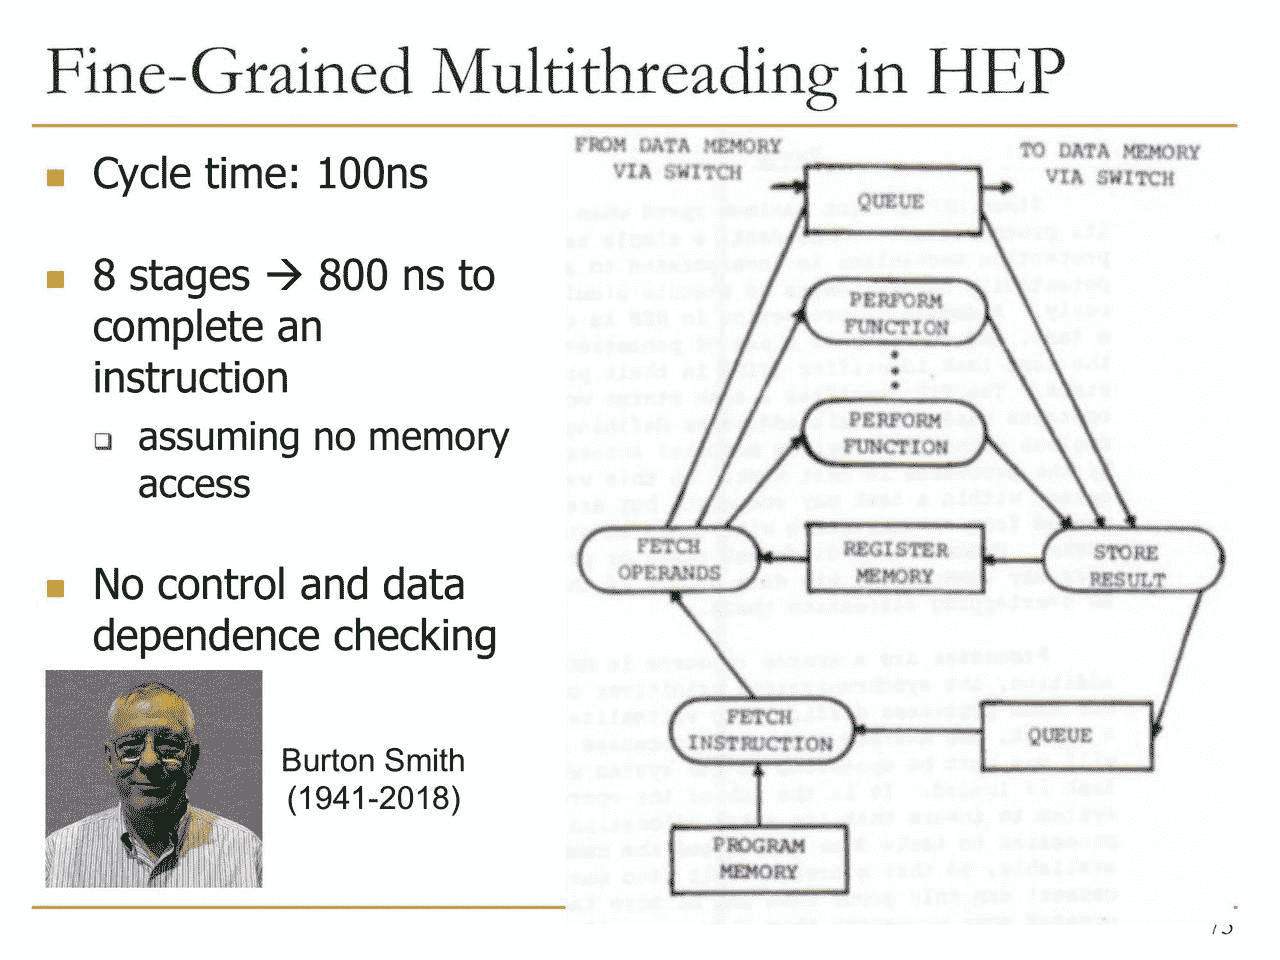 Fine-Grained Multithreading in HEP
Cycle time: 100ns
8 stages → 800 ns to
complete an
instruction
assuming no memory
access
No control and data
dependence checking
Burton Smith
(1941-2018)
FROM DATA MEMORY
VIA SWITCH
TO DATA MEMORY
VIA SWITCH
QUEUE
PERFORM
FUNCTION
PERFORM
FUNCTION
FETCH
OPERANDS
REGISTER
MEMORY
STORE
RESULT
FETCH
INSTRUCTION
QUEUE
PROGRAM
MEMORY